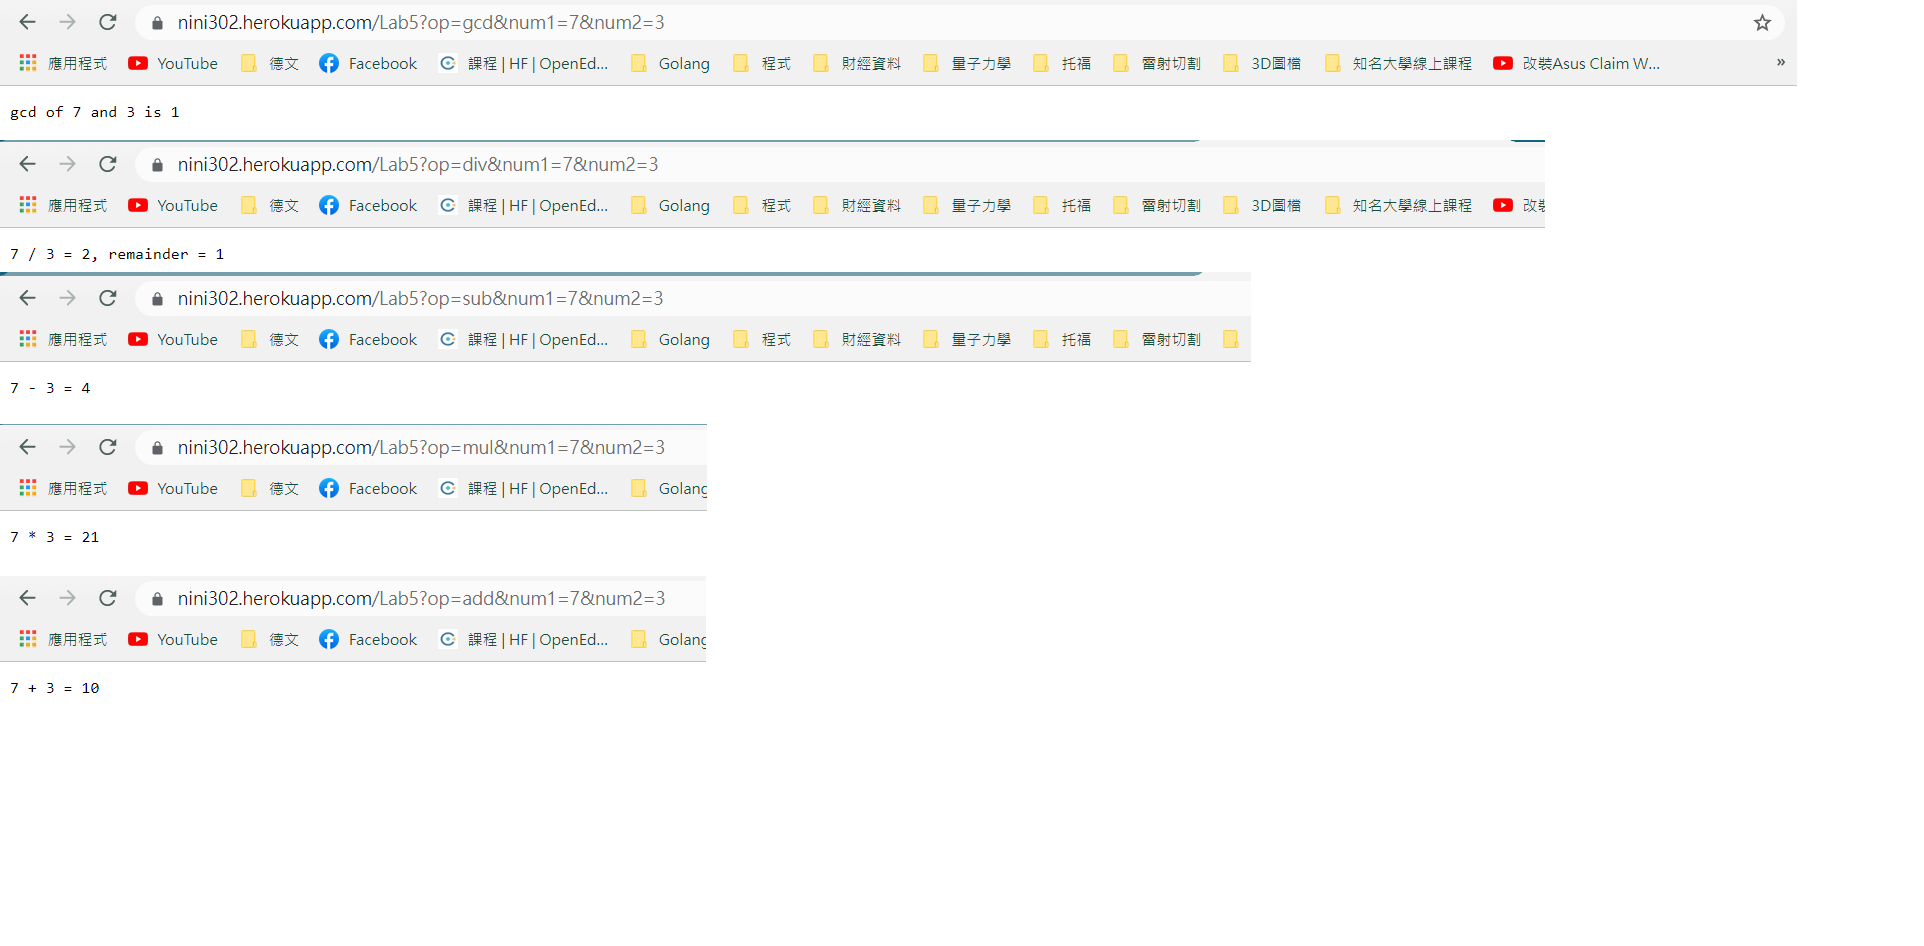 nini302.herokuapp.com/Lab5?op=gcd&num1=7&num2=3
應用程式 YouTube 德文 Facebook 課程 | HF | OpenEd... Golang 程式 財經資料 量子力學 托福 雷射切割 3D圖檔 知名大學線上課程 改裝Asus Claim W... »
gcd of 7 and 3 is 1
nini302.herokuapp.com/Lab5?op=div&num1=7&num2=3
應用程式 YouTube 德文 Facebook 課程 | HF | OpenEd... Golang 程式 財經資料 量子力學 托福 雷射切割 3D圖檔 知名大學線上課程 改裝
7 / 3 = 2, remainder = 1
nini302.herokuapp.com/Lab5?op=sub&num1=7&num2=3
應用程式 YouTube 德文 Facebook 課程 | HF | OpenEd... Golang 程式 財經資料 量子力學 托福 雷射切割
7 - 3 = 4
nini302.herokuapp.com/Lab5?op=mul&num1=7&num2=3
應用程式 YouTube 德文 Facebook 課程 | HF | OpenEd... Golang
7 * 3 = 21
nini302.herokuapp.com/Lab5?op=add&num1=7&num2=3
應用程式 YouTube 德文 Facebook 課程 | HF | OpenEd... Golang
7 + 3 = 10